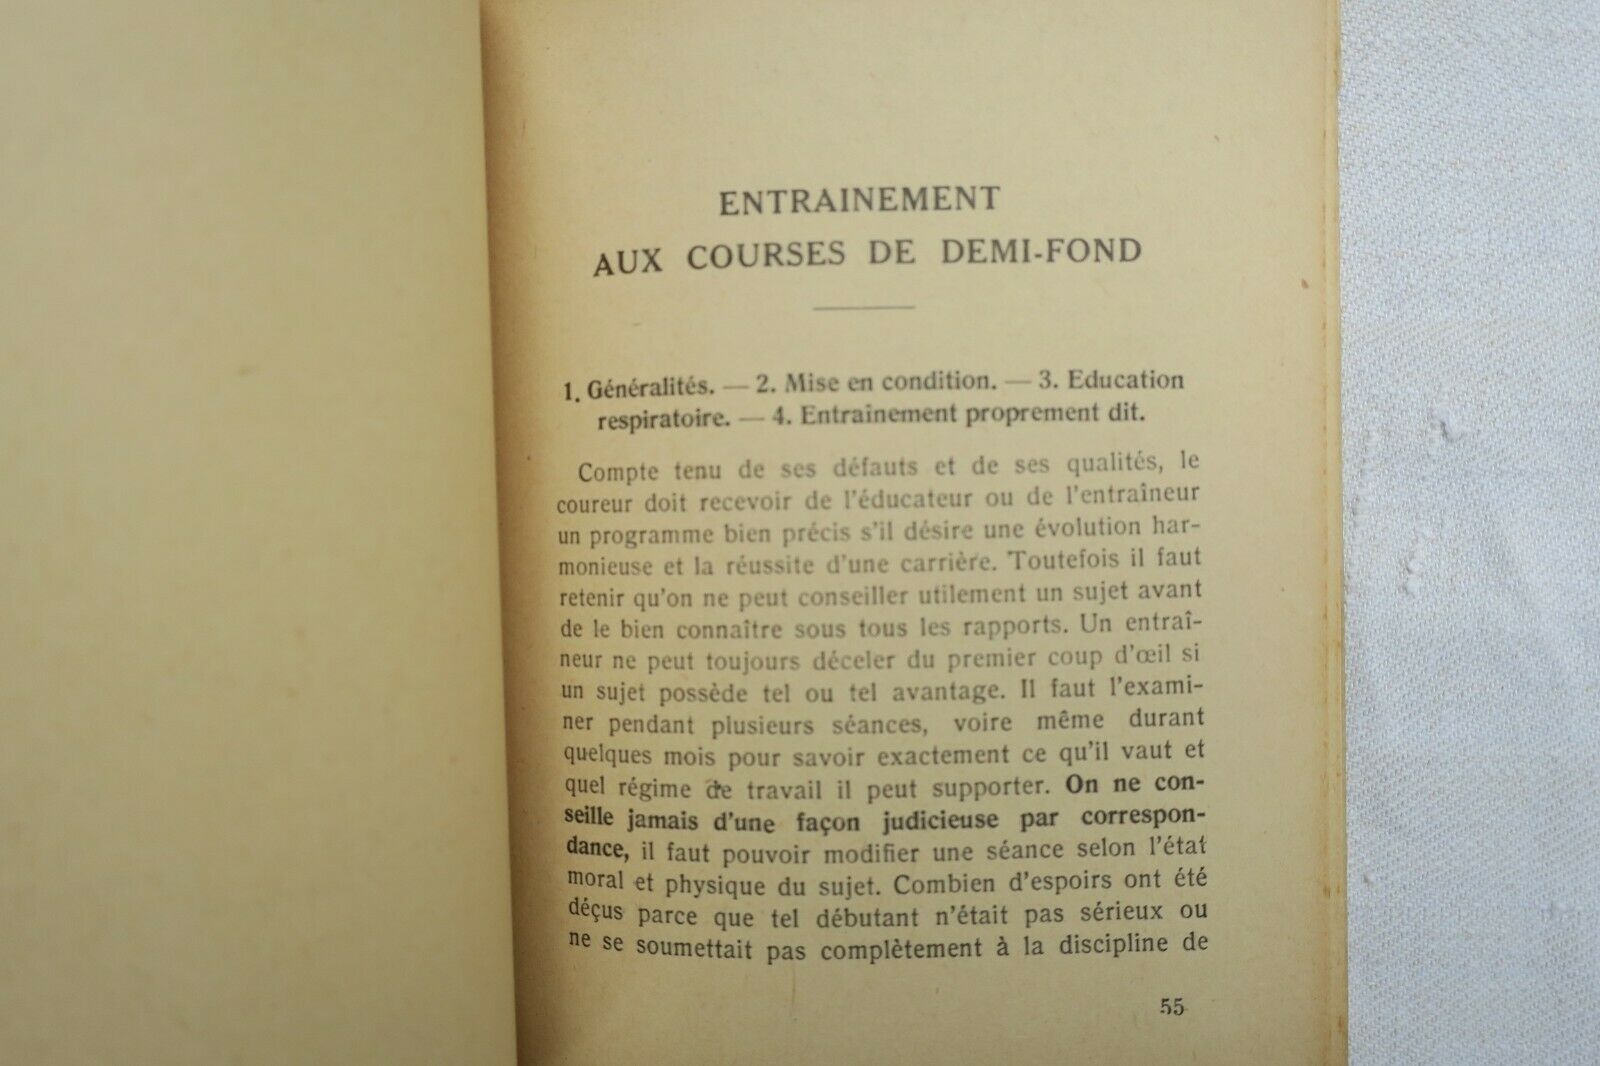 ENTRAINEMENT
AUX COURSES DE DEMI-FOND
1. Généralités. — 2. Mise en condition. — 3. Education
respiratoire. — 4. Entraînement proprement dit.
Compte tenu de ses défauts et de ses qualités, le
coureur doit recevoir de l'éducateur ou de l'entraîneur
un programme bien précis s'il désire une évolution har-
monieuse et la réussite d'une carrière. Toutefois il faut
retenir qu'on ne peut conseiller utilement un sujet avant
de le bien connaître sous tous les rapports. Un entraî-
neur ne peut toujours déceler du premier coup d'œil si
un sujet possède tel ou tel avantage. Il faut l'exami-
ner pendant plusieurs séances, voire même durant
quelques mois pour savoir exactement ce qu'il vaut et
quel régime de travail il peut supporter. On ne con-
seille jamais d'une façon judicieuse par correspon-
dance, il faut pouvoir modifier une séance selon l'état
moral et physique du sujet. Combien d'espoirs ont été
déçus parce que tel débutant n'était pas sérieux ou
ne se soumettait pas complètement à la discipline de
55